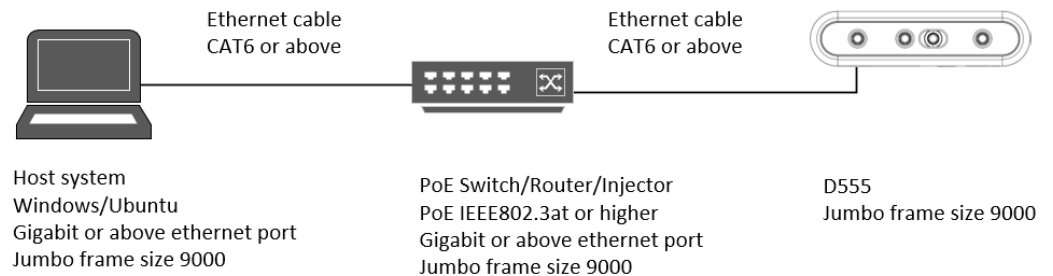 Ethernet cable
CAT6 or above
Ethernet cable
CAT6 or above
Host system
Windows/Ubuntu
Gigabit or above ethernet port
Jumbo frame size 9000
PoE Switch/Router/Injector
PoE IEEE802.3at or higher
Gigabit or above ethernet port
Jumbo frame size 9000
D555
Jumbo frame size 9000